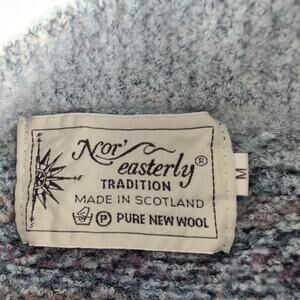 Nor'
easterly®
TRADITION
MADE IN SCOTLAND
P PURE NEW WOOL
M